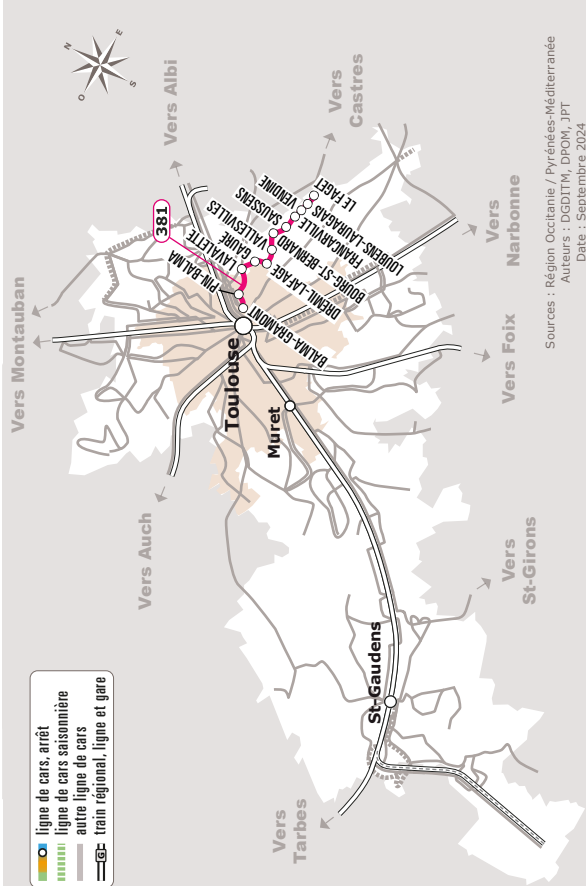 Vers Montauban
Vers Auch
Vers
Tarbes
Vers Albi
Vers
Castres
Vers
Narbonne
Vers Foix
Vers
St-Girons
N
E
S
O
381
Toulouse
Muret
St-Gaudens
PIN-BALMA
LAVALETTE
GAURÉ
VALLESVILLES
SAUSSENS
VENDINE
LE FAGET
LOUBENS-LAURAGAIS
FRANCARVILLE
BOURG-ST-BERNARD
DRÉMIL-LAFAGE
BALMA-GRAMONT
ligne de cars, arrêt
ligne de cars saisonnière
autre ligne de cars
G
train régional, ligne et gare
Sources : Région Occitanie / Pyrénées-Méditerranée
Auteurs : DGDITM, DPOM, JPT
Date : Septembre 2024